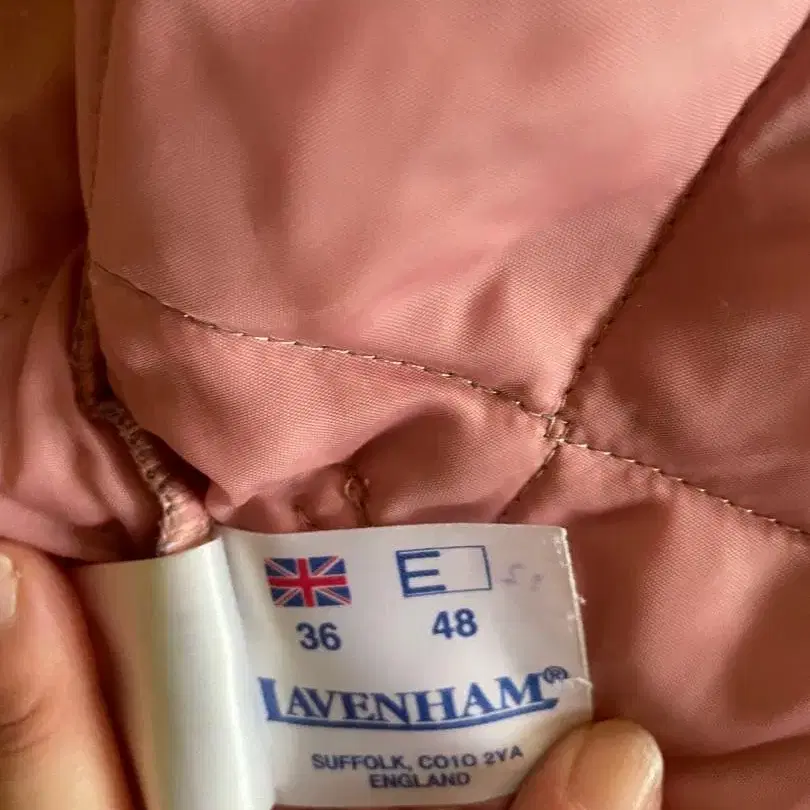 E
36 48
LAVENHAM®
SUFFOLK, CO10 2YA
ENGLAND